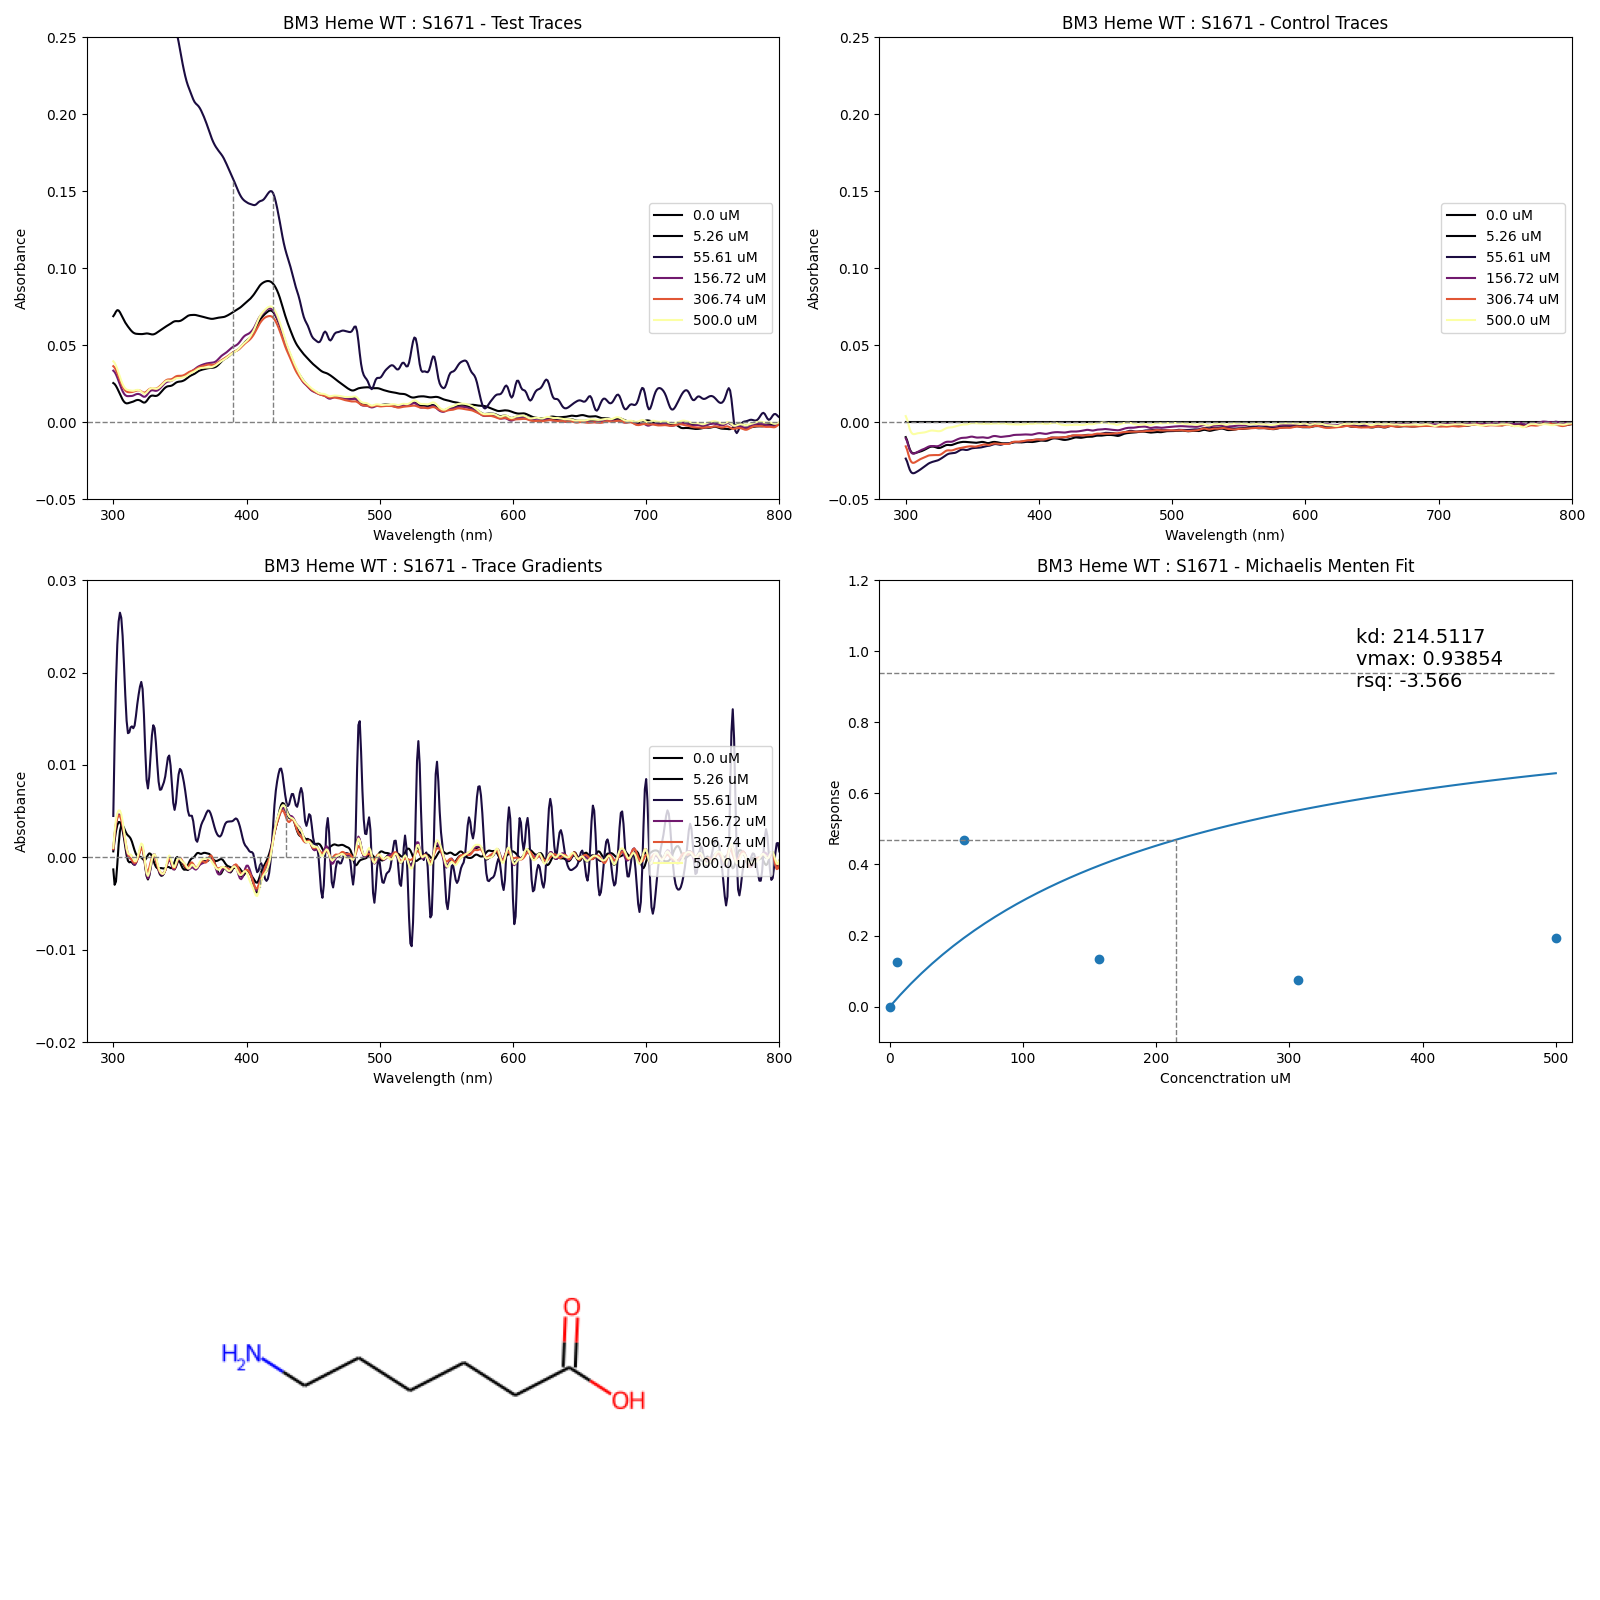 BM3 Heme WT : S1671 - Test Traces
0.25
0.20
0.15
0.10
0.05
0.00
−0.05
Absorbance
300
400
500
600
700
800
Wavelength (nm)
0.0 uM
5.26 uM
55.61 uM
156.72 uM
306.74 uM
500.0 uM
BM3 Heme WT : S1671 - Control Traces
0.25
0.20
0.15
0.10
0.05
0.00
−0.05
Absorbance
300
400
500
600
700
800
Wavelength (nm)
0.0 uM
5.26 uM
55.61 uM
156.72 uM
306.74 uM
500.0 uM
BM3 Heme WT : S1671 - Trace Gradients
0.03
0.02
0.01
0.00
−0.01
−0.02
Absorbance
300
400
500
600
700
800
Wavelength (nm)
0.0 uM
5.26 uM
55.61 uM
156.72 uM
306.74 uM
500.0 uM
BM3 Heme WT : S1671 - Michaelis Menten Fit
1.2
1.0
0.8
0.6
0.4
0.2
0.0
Response
kd: 214.5117
vmax: 0.93854
rsq: -3.566
0
100
200
300
400
500
Concenctration uM
H2N
O
OH